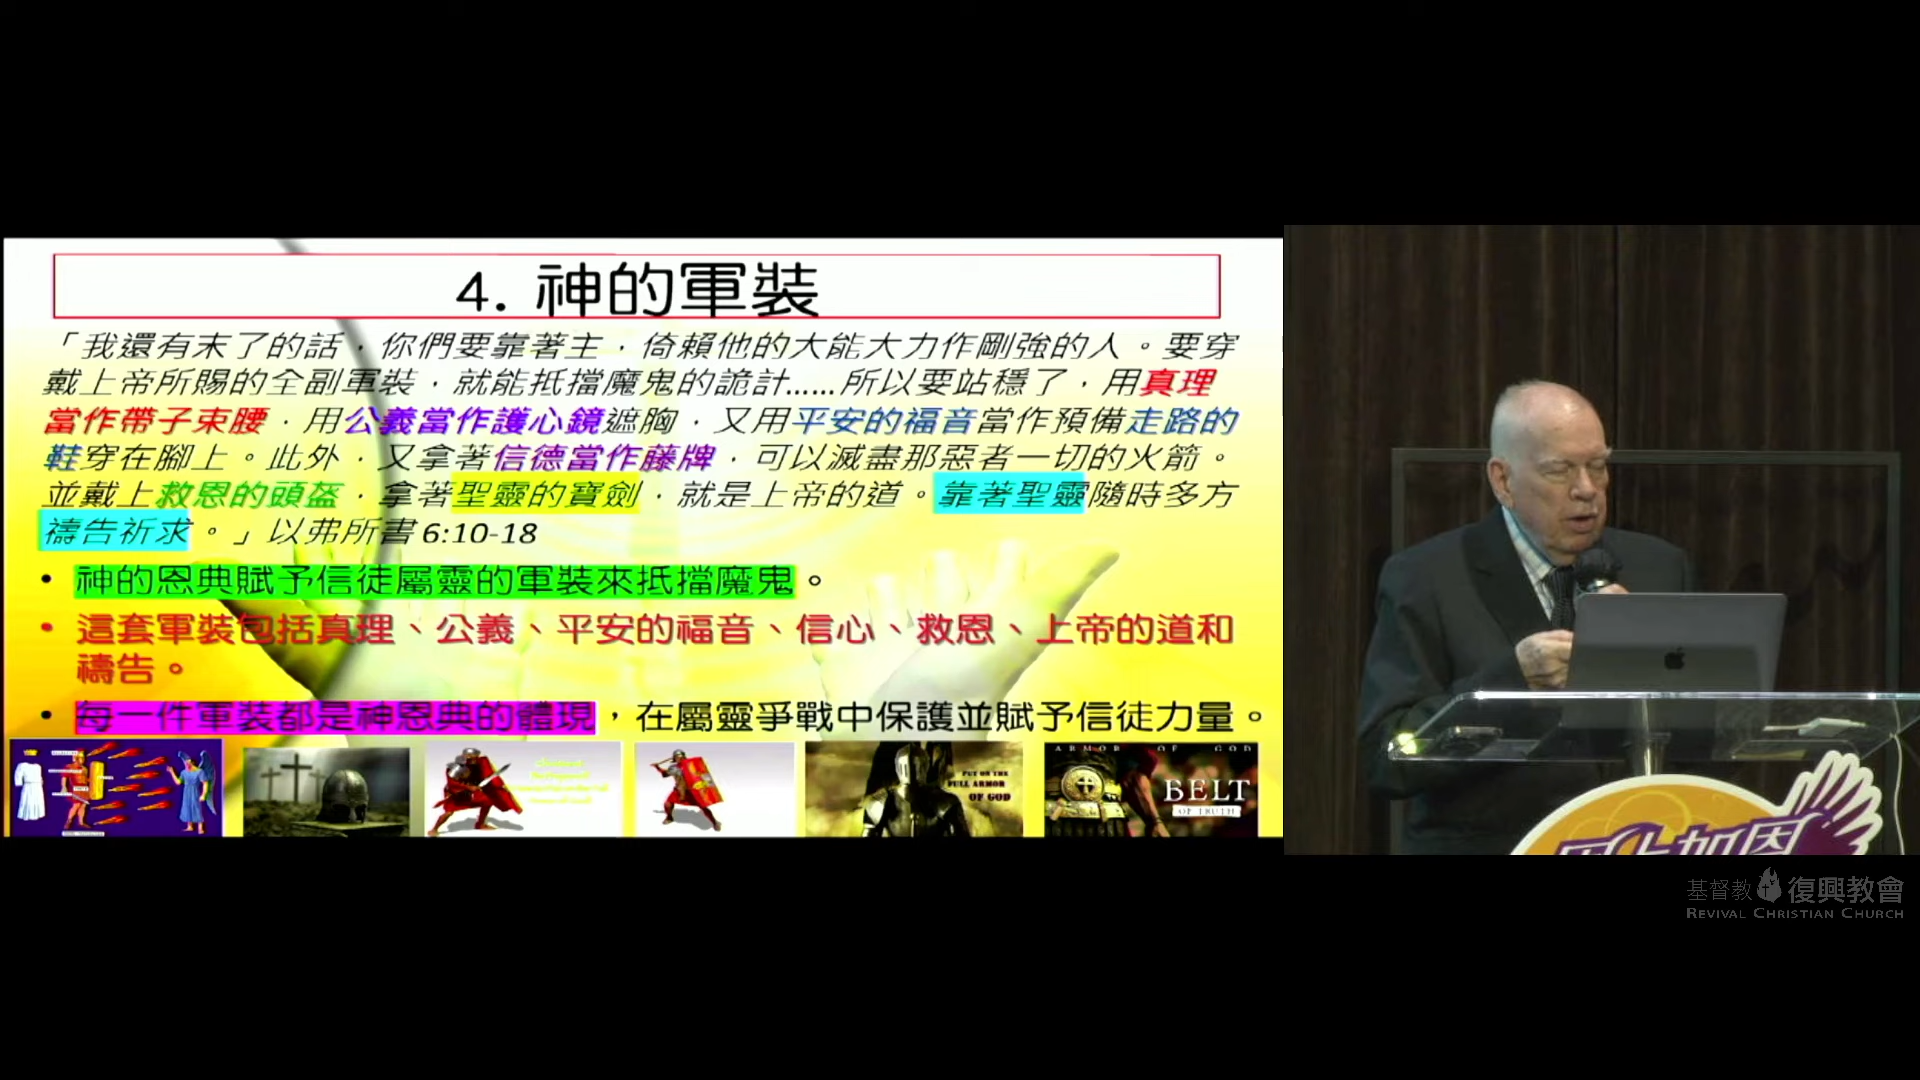 4. 神的軍裝
「我還有末了的話，你們要靠著主，倚賴他的大能大力作剛強的人。要穿
戴上帝所賜的全副軍裝，就能抵擋魔鬼的詭計……所以要站穩了，用真理
當作帶子束腰，用公義當作護心鏡遮胸，又用平安的福音當作預備走路的
鞋穿在腳上。此外，又拿著信德當作藤牌，可以滅盡那惡者一切的火箭。
並戴上救恩的頭盔，拿著聖靈的寶劍，就是上帝的道。靠著聖靈隨時多方
禱告祈求。」以弗所書 6:10-18
• 神的恩典賦予信徒屬靈的軍裝來抵擋魔鬼。
• 這套軍裝包括真理、公義、平安的福音、信心、救恩、上帝的道和
禱告。
• 每一件軍裝都是神恩典的體現，在屬靈爭戰中保護並賦予信徒力量。
PUT ON THE
FULL ARMOR
OF GOD
ARMOR OF GOD
BELT
OF TRUTH
基督教 復興教會
REVIVAL CHRISTIAN CHURCH